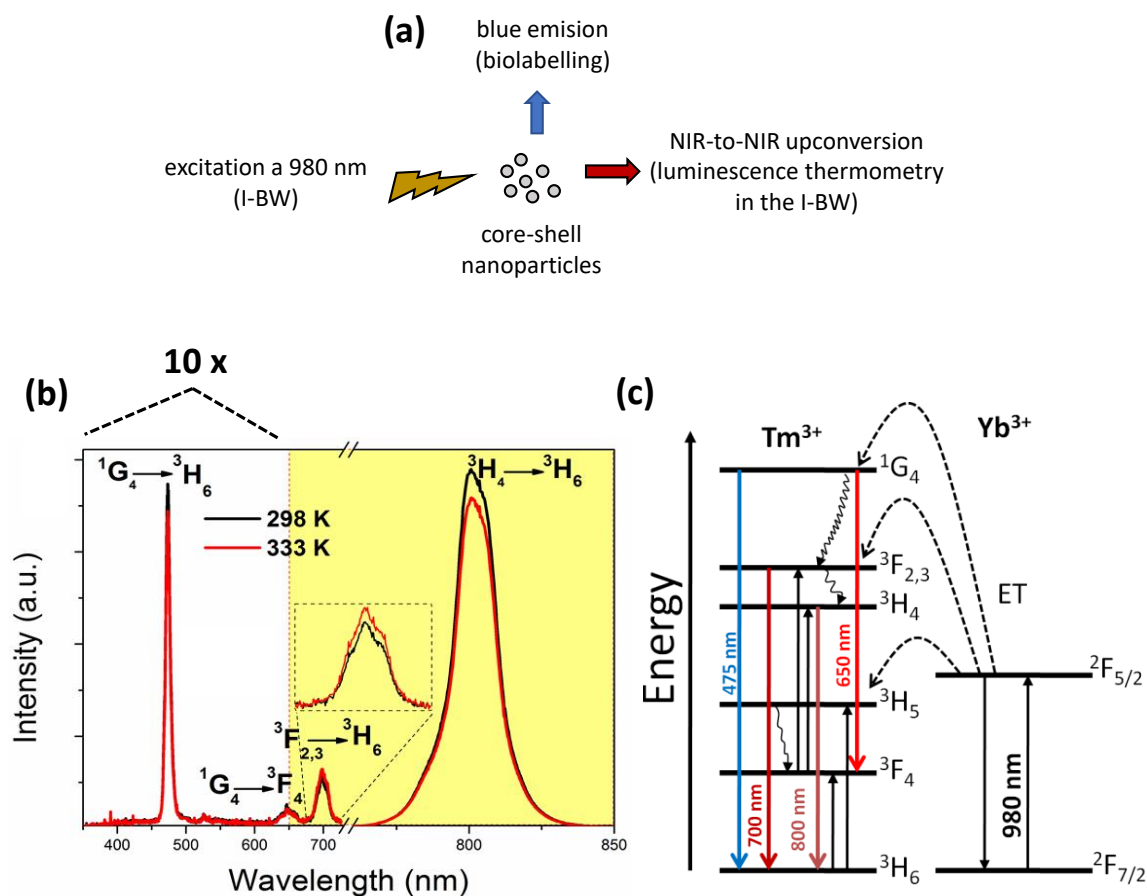 (a)
blue emision
(biolabelling)
excitation a 980 nm
(I-BW)
NIR-to-NIR upconversion
(luminescence thermometry
in the I-BW)
core-shell
nanoparticles
10 x
(b)
¹G₄ → ³H₆
³H₄ → ³H₆
298 K
333 K
³F₂,₃ → ³H₆
¹G₄ → ³F₄
Intensity (a.u.)
400 450 500 550 600 650 700 800 850
Wavelength (nm)
(c)
Tm³⁺
Yb³⁺
¹G₄
³F₂,₃
ET
³H₄
475 nm
650 nm
²F₅/₂
³H₅
³F₄
700 nm
800 nm
980 nm
³H₆
²F₇/₂
Energy